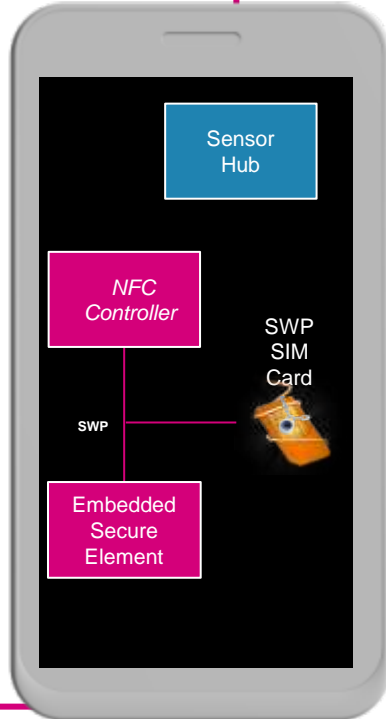 Sensor
Hub
NFC
Controller
SWP
SIM
Card
SWP
Embedded
Secure
Element